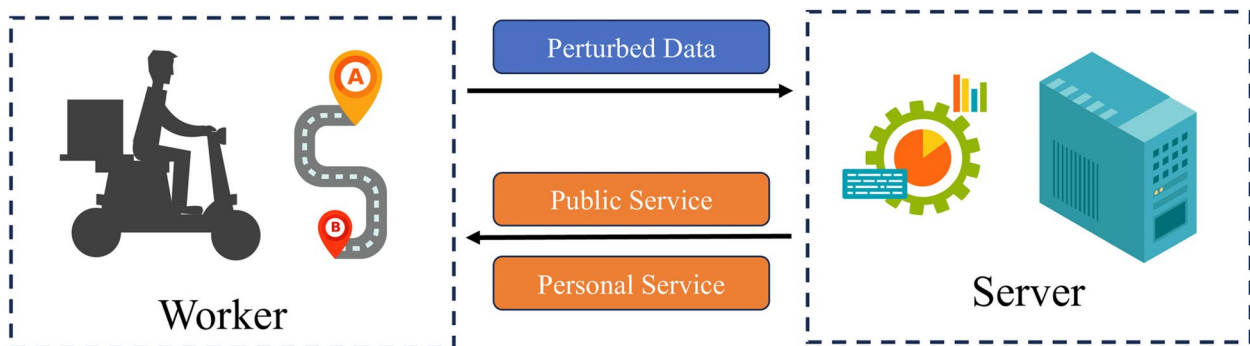 A
B
Worker
Perturbed Data
Public Service
Personal Service
Server